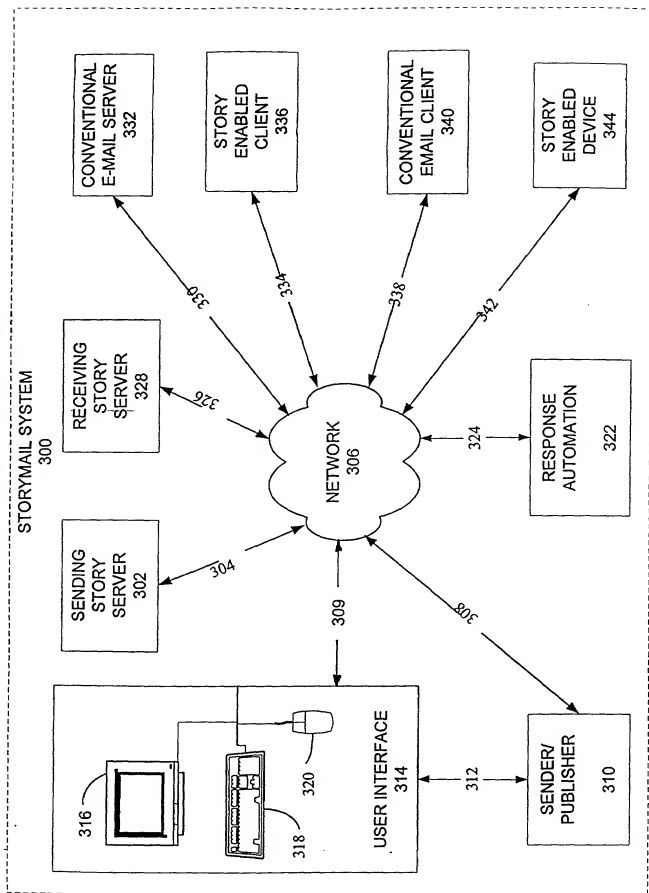 STORYMAIL SYSTEM
300
SENDING
STORY
SERVER
302
304
RECEIVING
STORY
SERVER
328
326
CONVENTIONAL
E-MAIL SERVER
332
330
STORY
ENABLED
CLIENT
336
334
CONVENTIONAL
EMAIL CLIENT
340
338
STORY
ENABLED
DEVICE
344
342
NETWORK
306
316
318
320
USER INTERFACE
314
309
312
SENDER/
PUBLISHER
310
308
324
RESPONSE
AUTOMATION
322